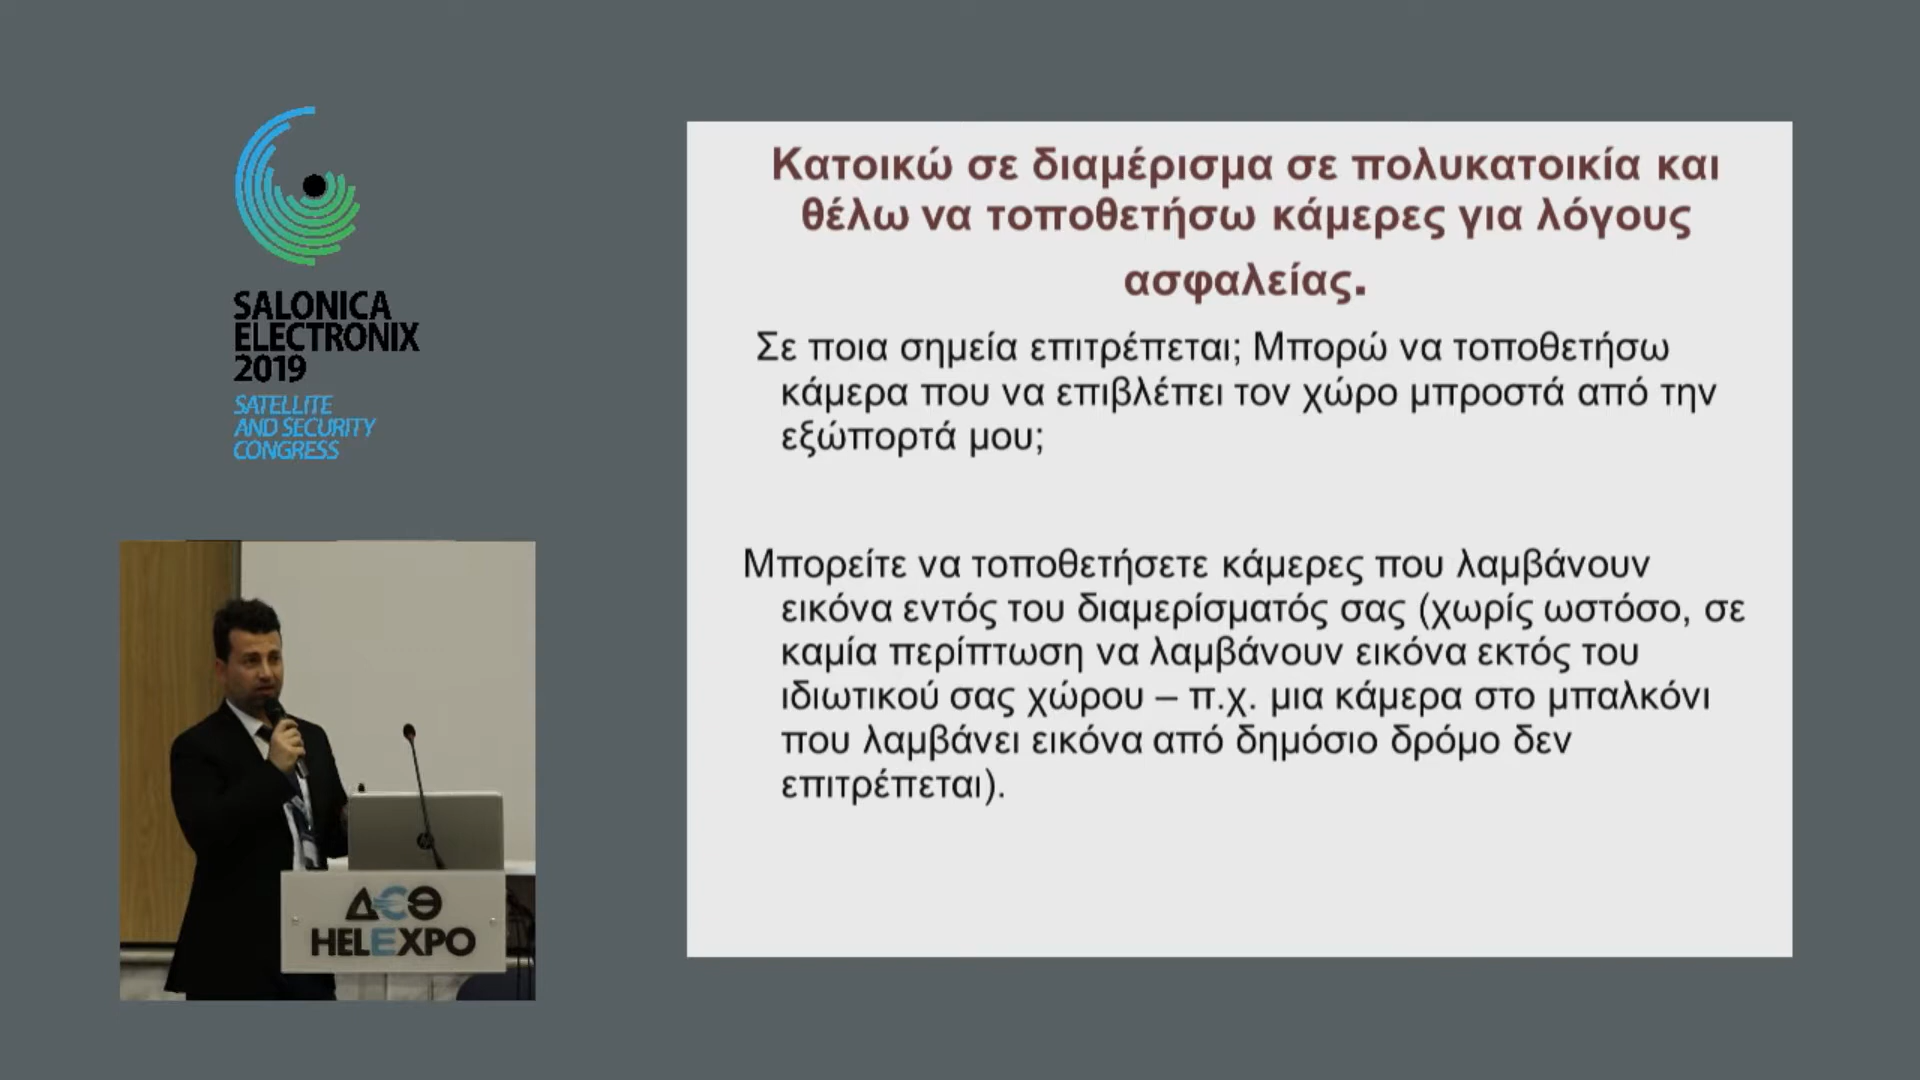 SALONICA
ELECTRONIX
2019
SATELLITE
AND SECURITY
CONGRESS
Κατοικώ σε διαμέρισμα σε πολυκατοικία και
θέλω να τοποθετήσω κάμερες για λόγους
ασφαλείας.
Σε ποια σημεία επιτρέπεται; Μπορώ να τοποθετήσω
κάμερα που να επιβλέπει τον χώρο μπροστά από την
εξώπορτά μου;
Μπορείτε να τοποθετήσετε κάμερες που λαμβάνουν
εικόνα εντός του διαμερίσματός σας (χωρίς ωστόσο, σε
καμία περίπτωση να λαμβάνουν εικόνα εκτός του
ιδιωτικού σας χώρου – π.χ. μια κάμερα στο μπαλκόνι
που λαμβάνει εικόνα από δημόσιο δρόμο δεν
επιτρέπεται).
ΔΕΘ
HELEXPO